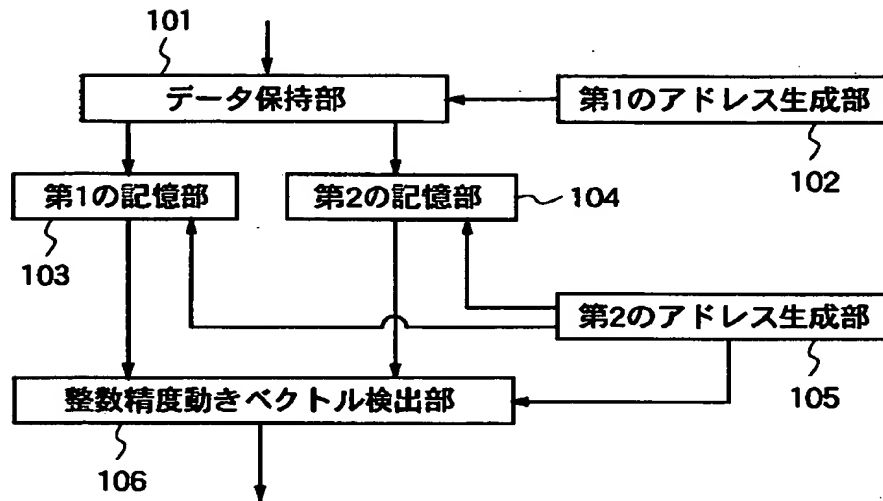 101
データ保持部
第1のアドレス生成部
102
第1の記憶部
第2の記憶部
104
103
第2のアドレス生成部
105
整数精度動きベクトル検出部
106